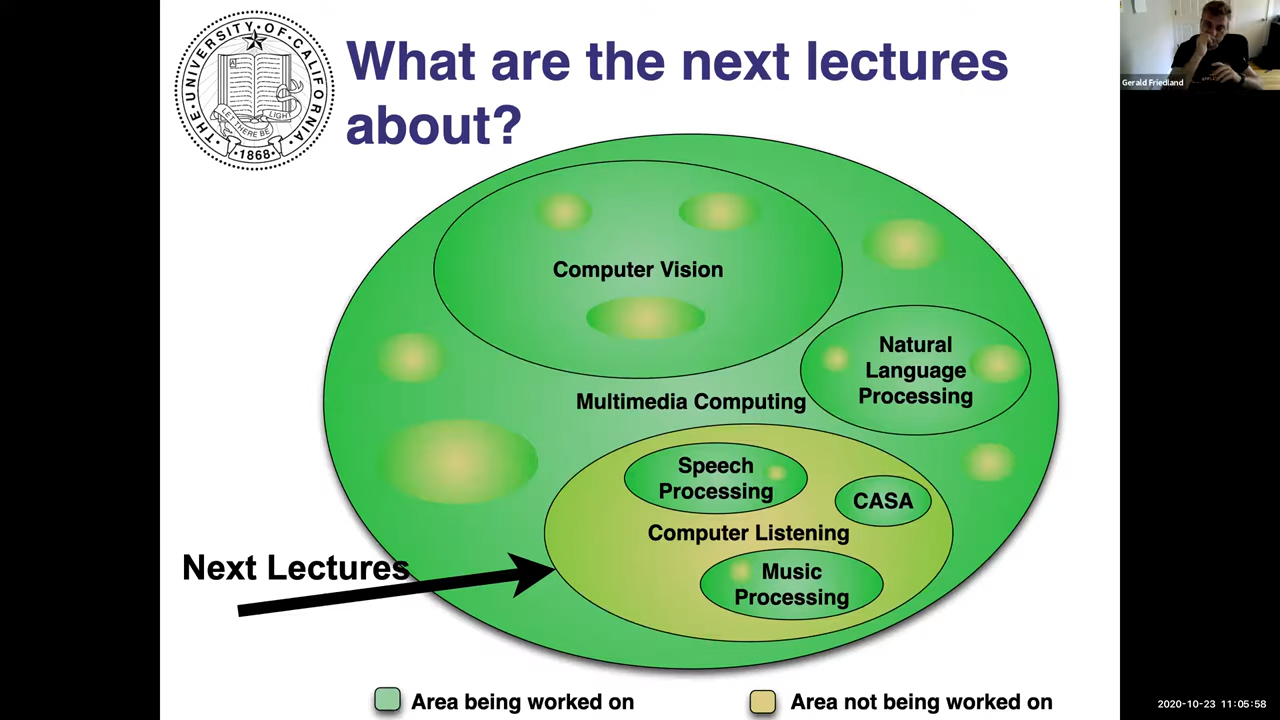 THE·UNIVERSITY·OF·CALIFORNIA
LET THERE BE LIGHT
·1868·
What are the next lectures
about?
Gerald Friedland
Computer Vision
Natural
Language
Processing
Multimedia Computing
Speech
Processing
CASA
Computer Listening
Next Lectures
Music
Processing
Area being worked on
Area not being worked on
2020-10-23 11:05:58